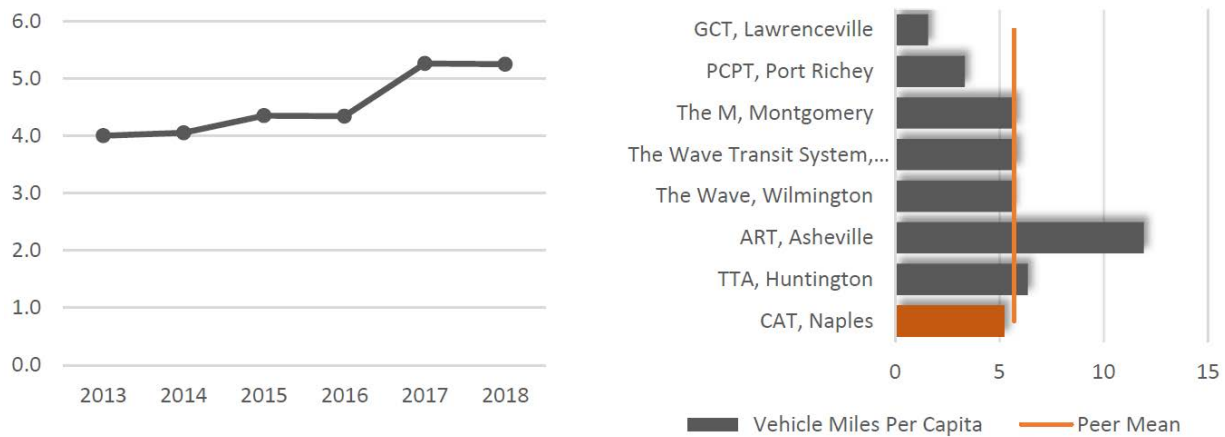 6.0
5.0
4.0
3.0
2.0
1.0
0.0
2013 2014 2015 2016 2017 2018
GCT, Lawrenceville
PCPT, Port Richey
The M, Montgomery
The Wave Transit System,...
The Wave, Wilmington
ART, Asheville
TTA, Huntington
CAT, Naples
0 5 10 15
Vehicle Miles Per Capita Peer Mean